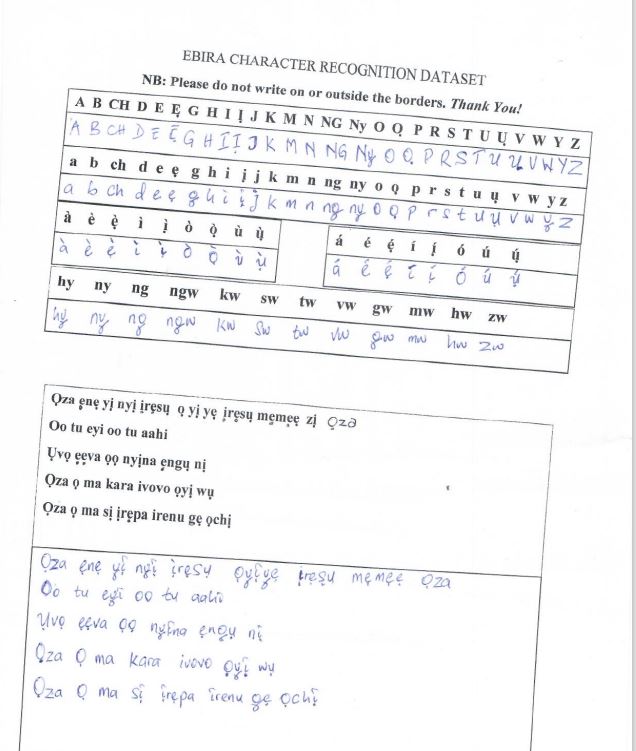 EBIRA CHARACTER RECOGNITION DATASET
NB: Please do not write on or outside the borders. Thank You!
A B CH D E Ẹ G H I Ị J K M N NG Ny O Ọ P R S T U Ụ V W Y Z
A B CH D E Ẹ G H I Ị J K M N NG Ny O Ọ P R S T U Ụ V W Y Z
a b ch d e ẹ g h i ị j k m n ng ny o ọ p r s t u ụ v w y z
a b ch d e ẹ g h i ị j k m n ng ny o ọ p r s t u ụ v w y z
à è ẹ̀ ì ị̀ ò ọ̀ ù ụ̀
à è ẹ̀ ì ị̀ ò ọ̀ ù ụ̀
á é ẹ́ í ị́ ó ú ụ́
á é ẹ́ í ị́ ó ú ụ́
hy ny ng ngw kw sw tw vw gw mw hw zw
hy ny ng ngw kw sw tw vw gw mw hw zw
Ọza ẹnẹ yị nyị ịrẹsụ ọ yị yẹ ịrẹsụ mẹmẹẹ zị ọza
Oo tu eyi oo tu aahi
Ụvọ ẹẹva ọọ nyịna ẹngụ nị
Ọza ọ ma kara ivovo ọyị wụ
Ọza ọ ma sị ịrẹpa irenu gẹ ọchị
Ọza ẹnẹ yị nyị ịrẹsụ ọyịyẹ ịrẹsụ mẹmẹẹ ọza
Oo tu eyi oo tu aahi
Ụvọ ẹẹva ọọ nyịna ẹngụ nị
Ọza Ọ ma kara ivovo ọyị wụ
Ọza Ọ ma sị ịrẹpa irenu gẹ ọchị